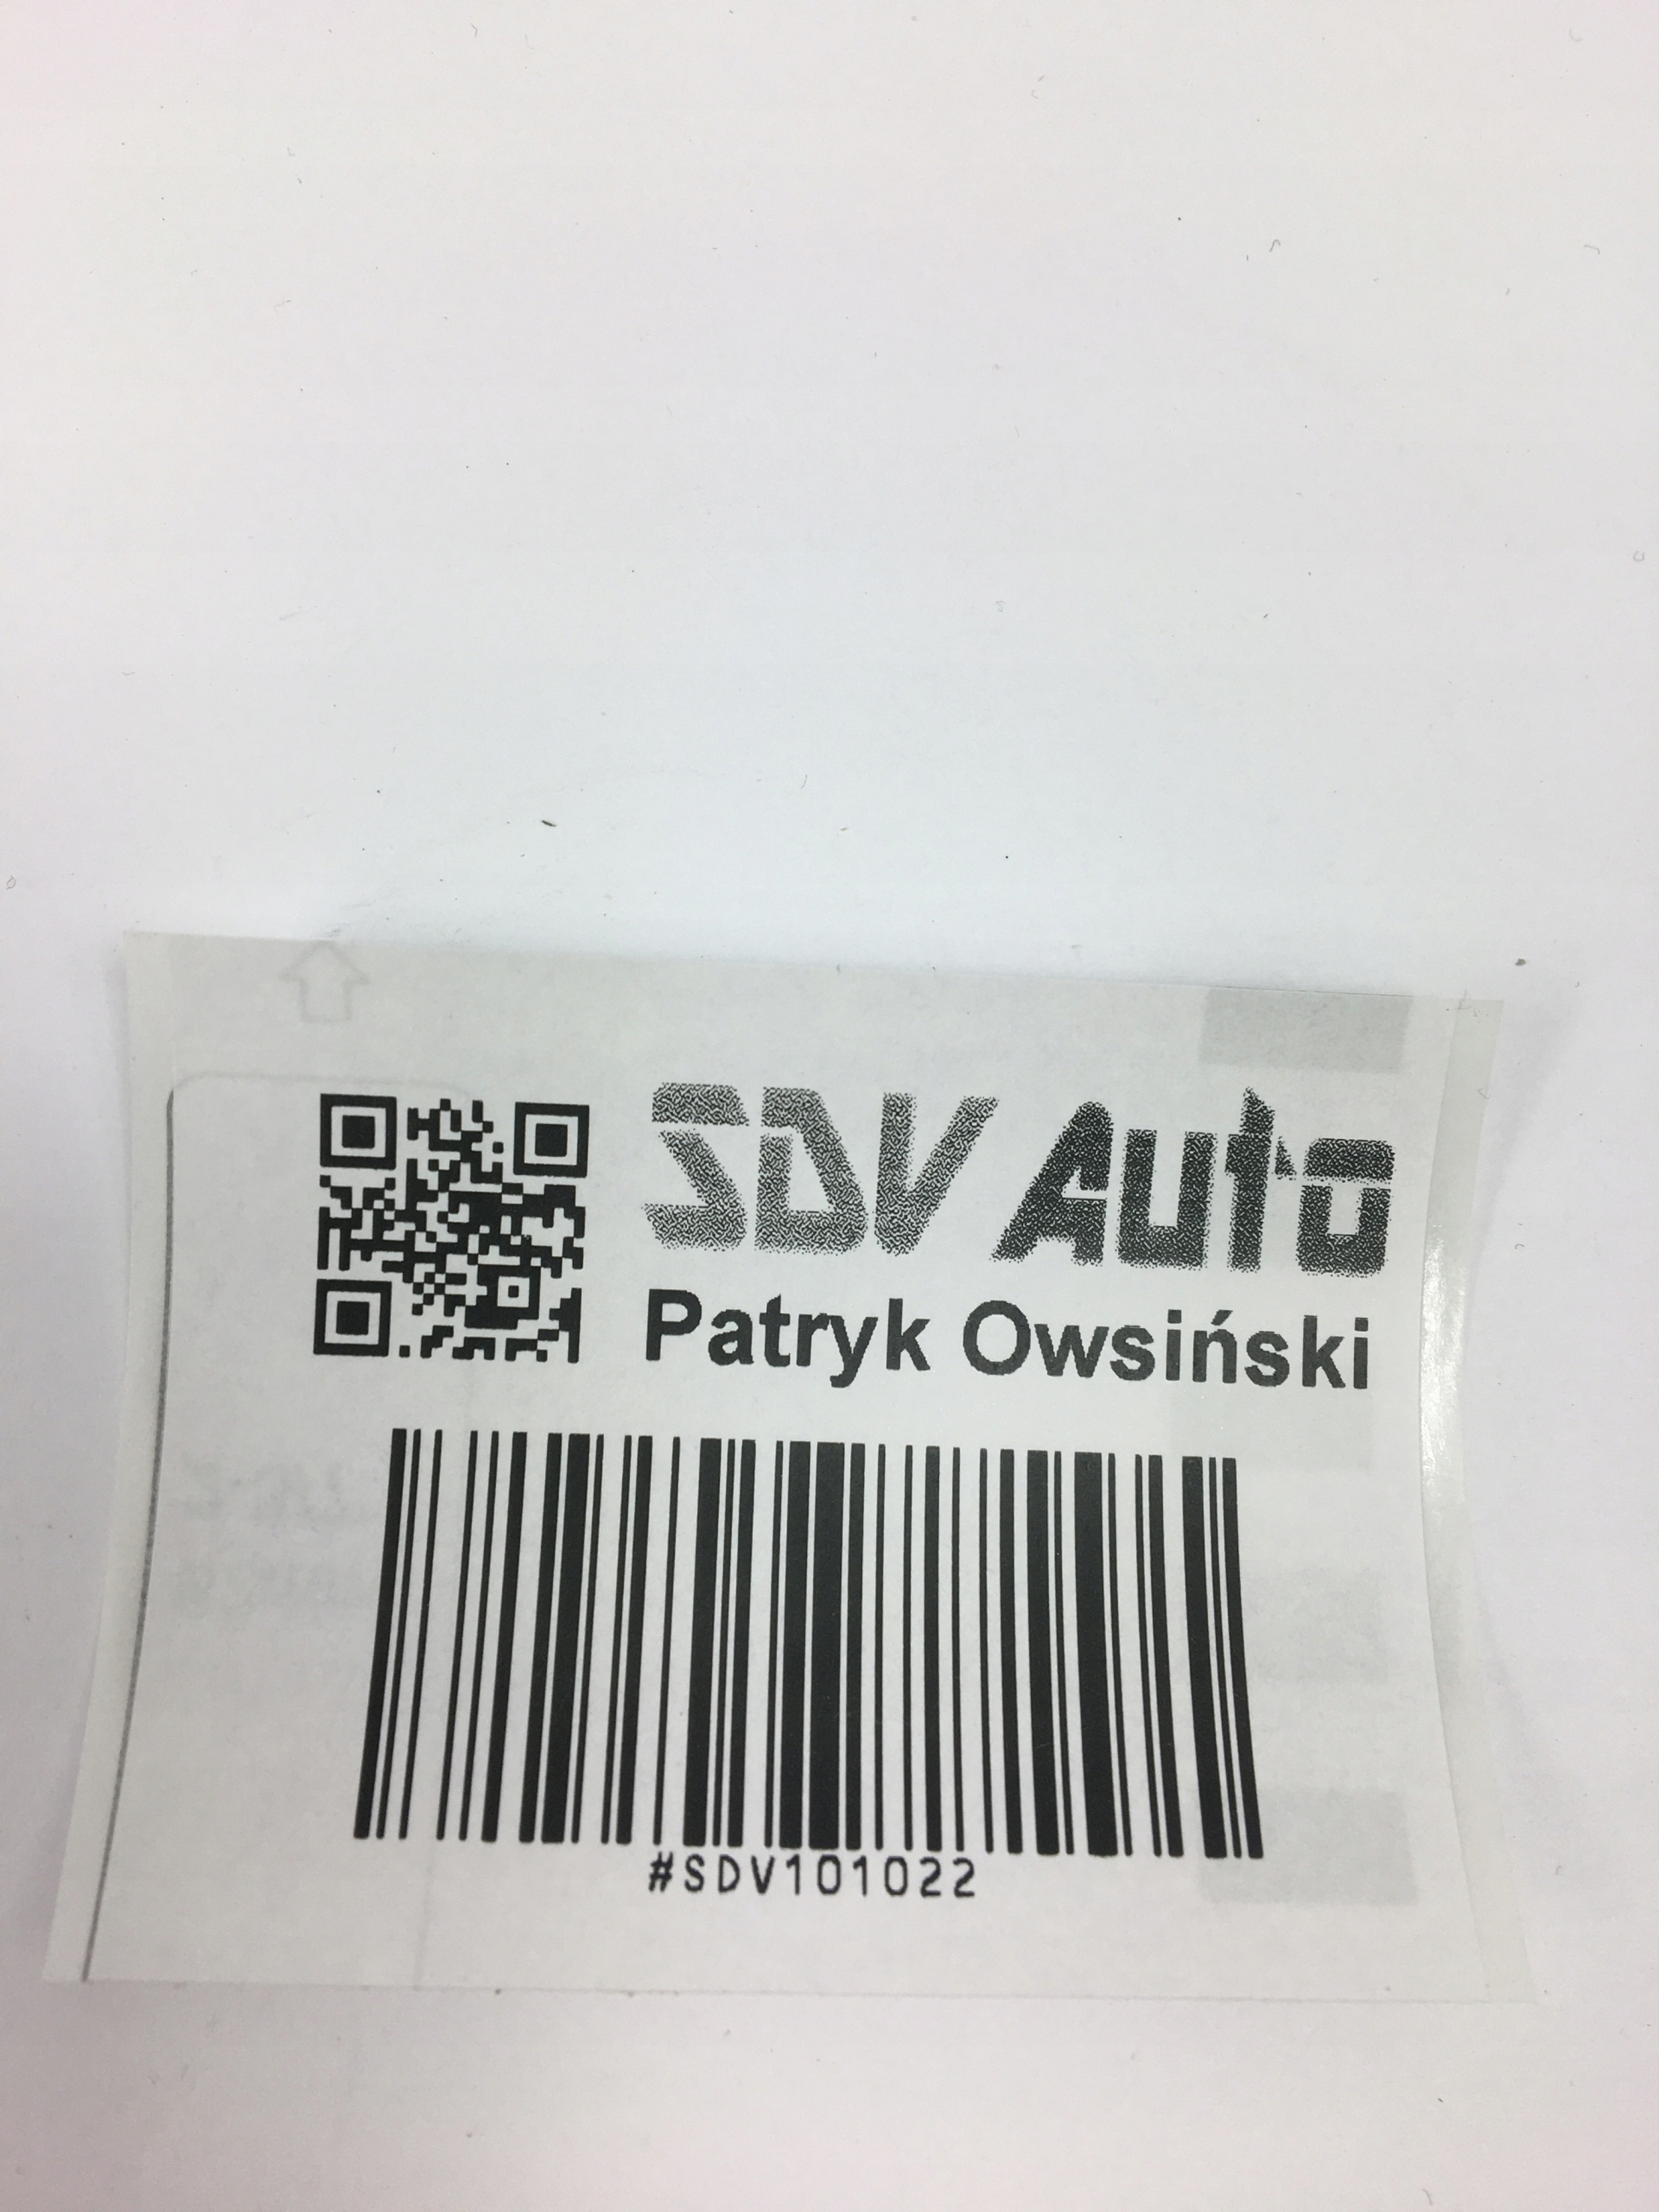 SDV Auto
Patryk Owsiński
#SDV101022